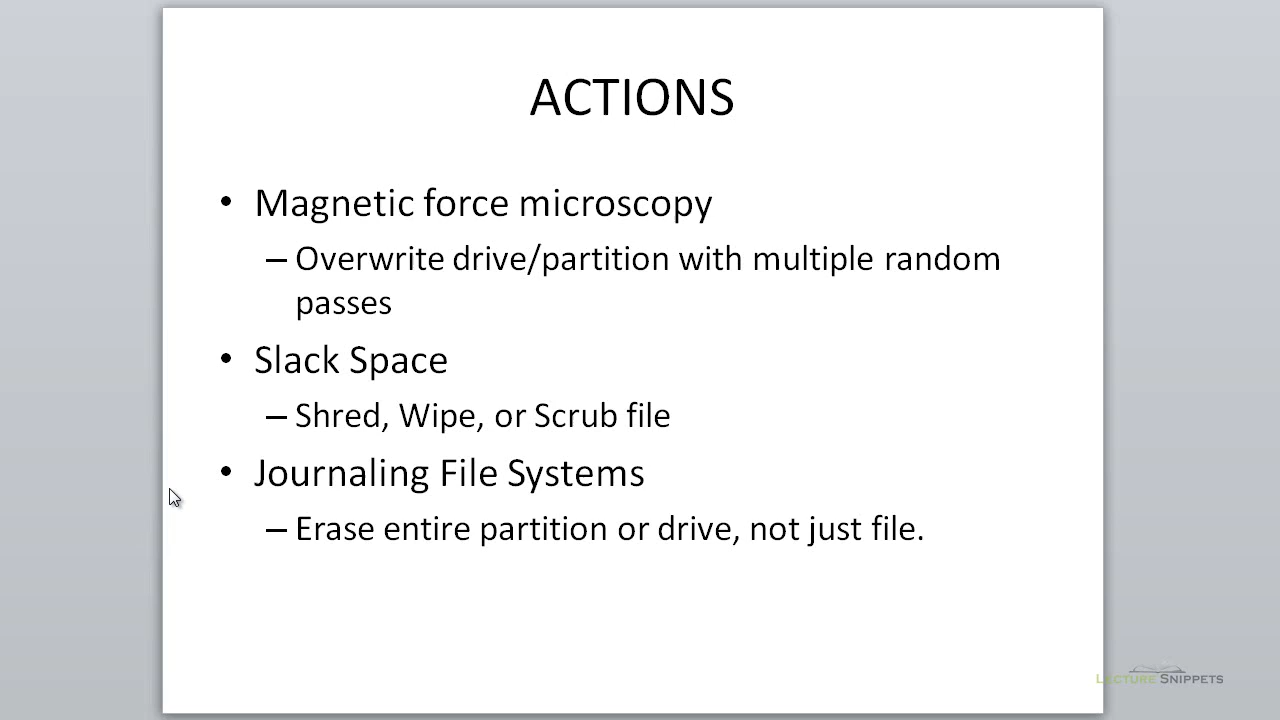 ACTIONS
• Magnetic force microscopy
– Overwrite drive/partition with multiple random
passes
• Slack Space
– Shred, Wipe, or Scrub file
• Journaling File Systems
– Erase entire partition or drive, not just file.
LECTURE SNIPPETS